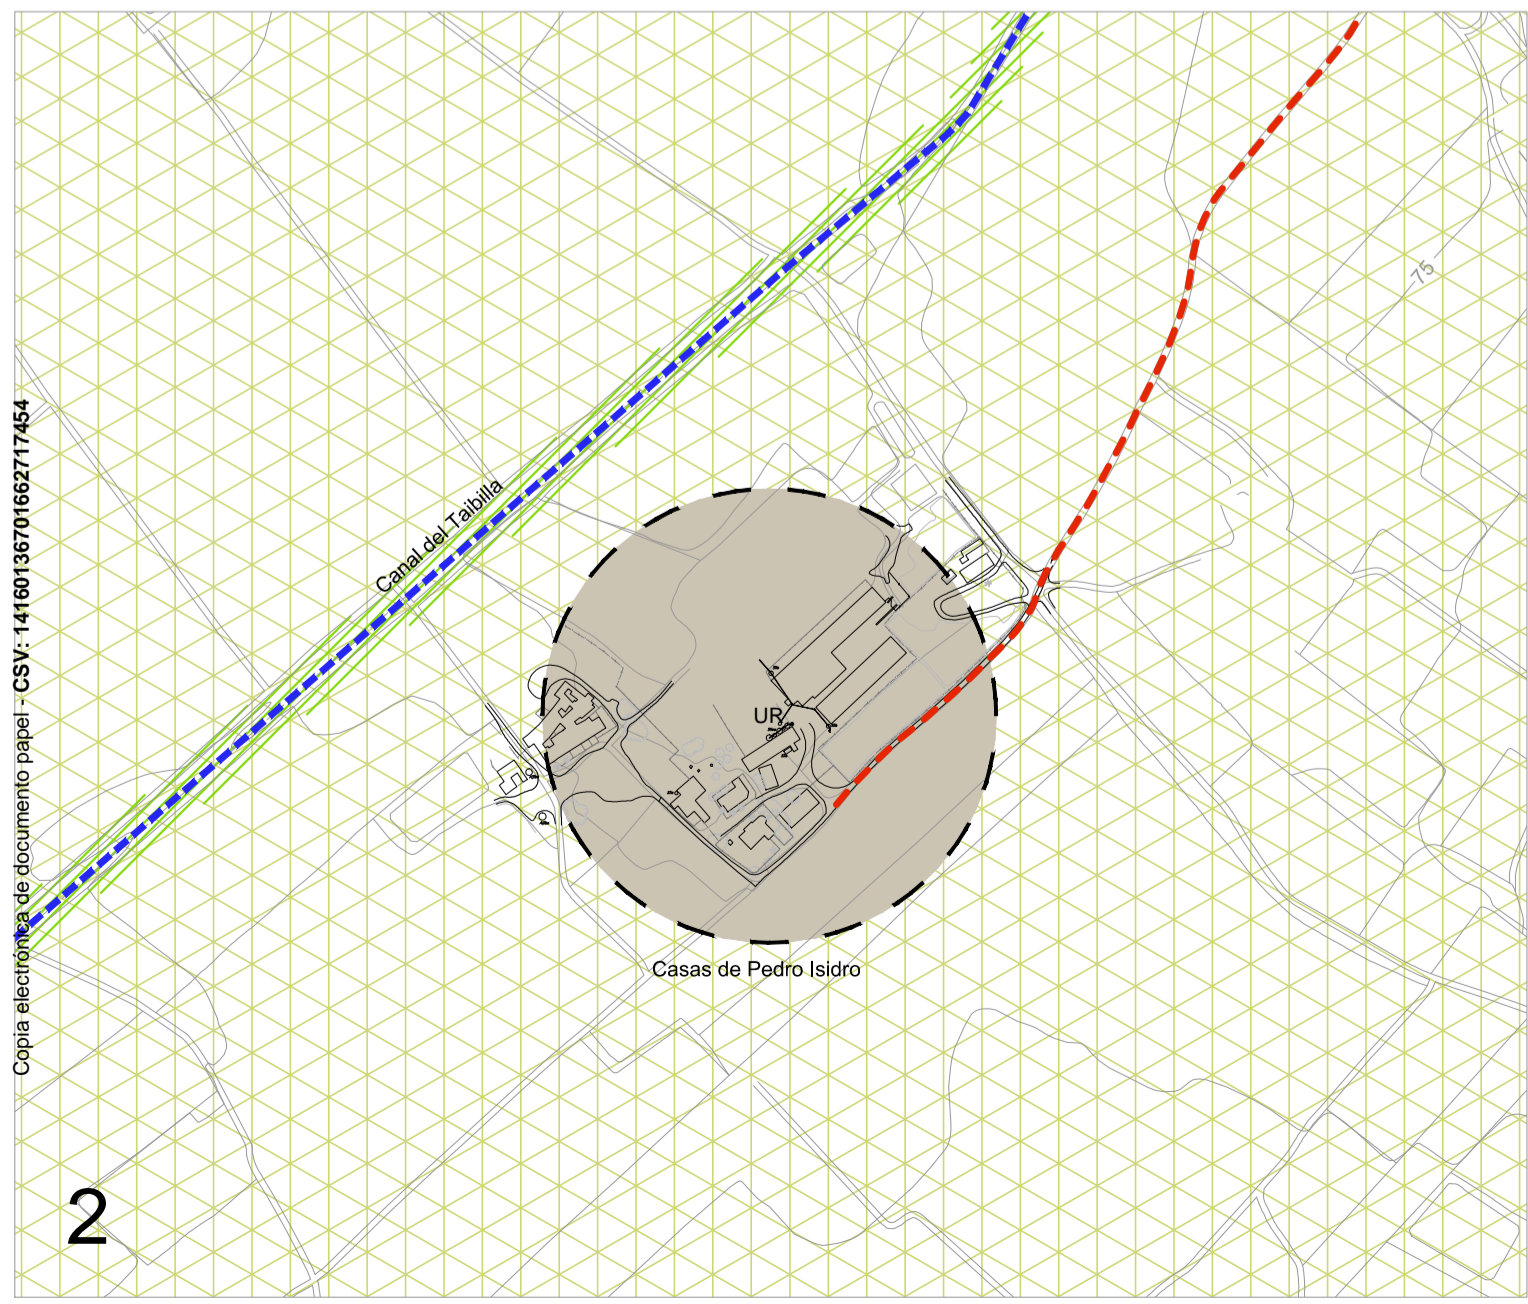 75
Canal del Taibilla
UR
Casas de Pedro Isidro
Copia electrónica de documento papel - CSV: 14160136701662717454
2